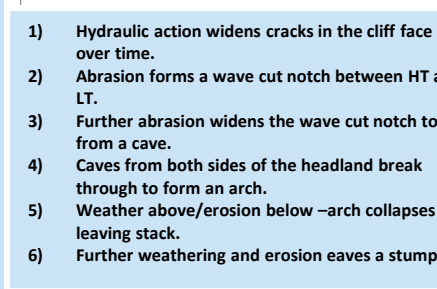 1) Hydraulic action widens cracks in the cliff face
over time.
2) Abrasion forms a wave cut notch between HT a
LT.
3) Further abrasion widens the wave cut notch to
from a cave.
4) Caves from both sides of the headland break
through to form an arch.
5) Weather above/erosion below –arch collapses
leaving stack.
6) Further weathering and erosion eaves a stump